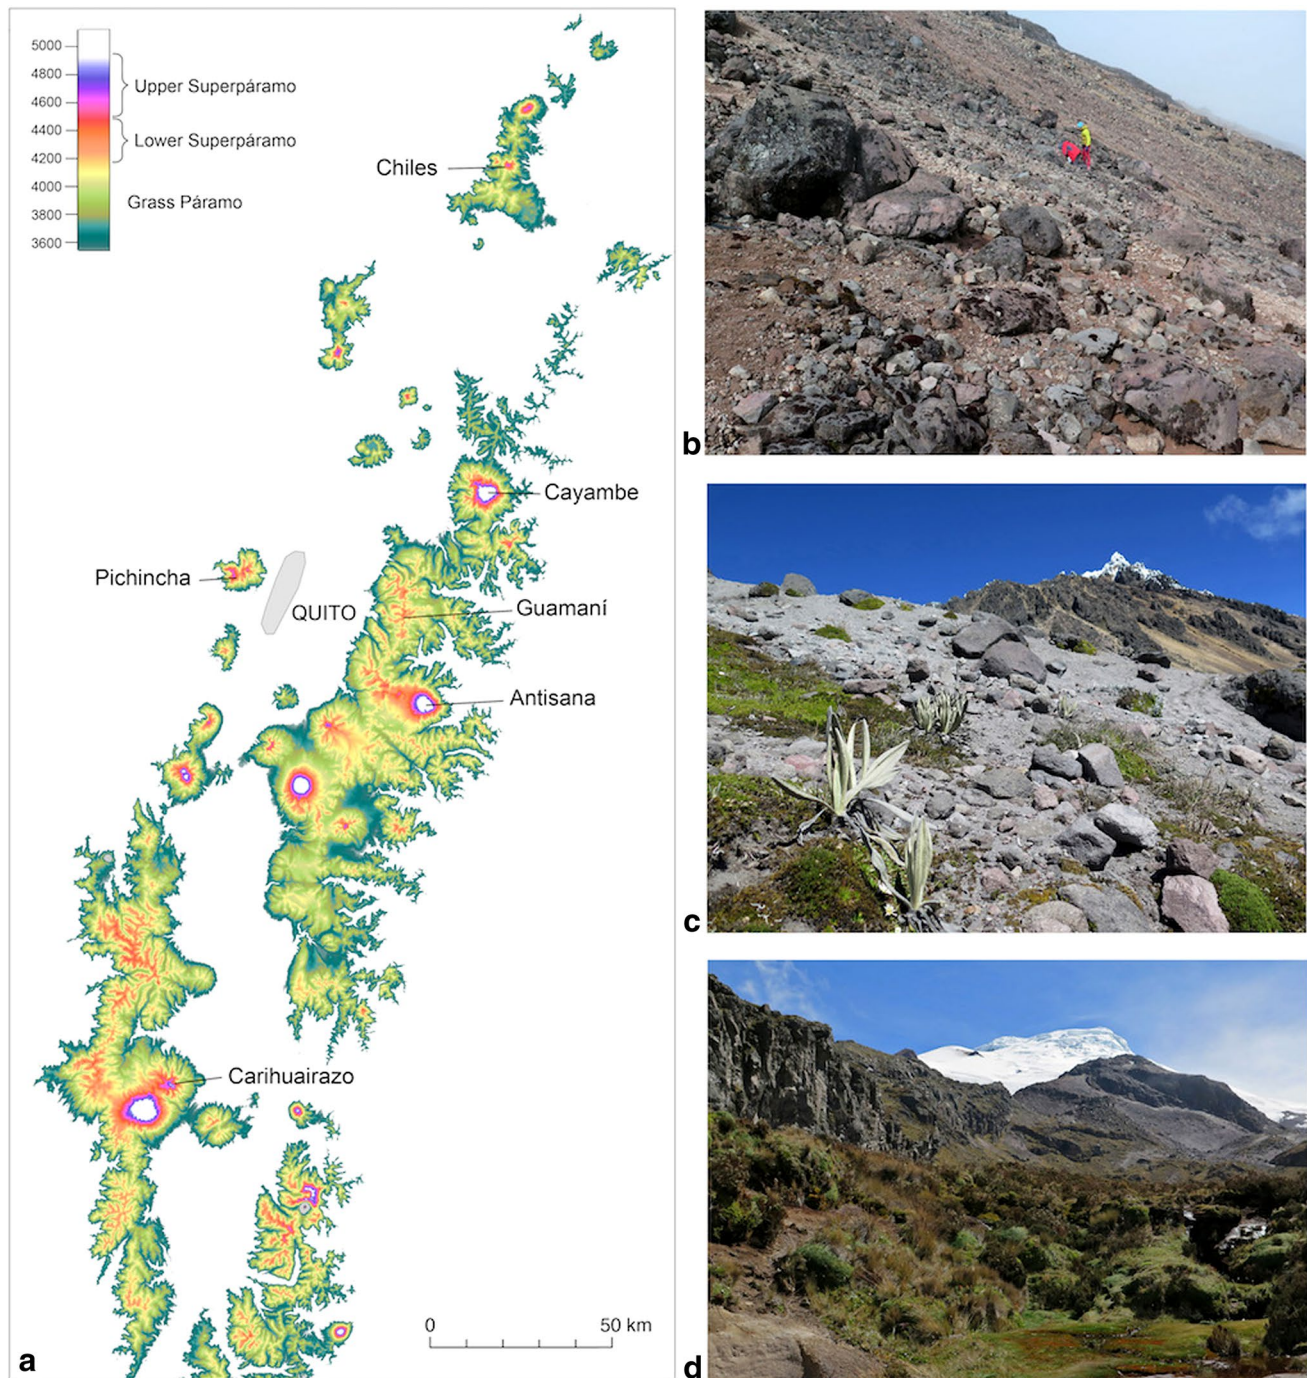 5000
4800
4600
4400
4200
4000
3800
3600
Upper Superpáramo
Lower Superpáramo
Grass Páramo
Chiles
Cayambe
Pichincha
QUITO
Guamaní
Antisana
Carihuairazo
0 50 km
a
b
c
d